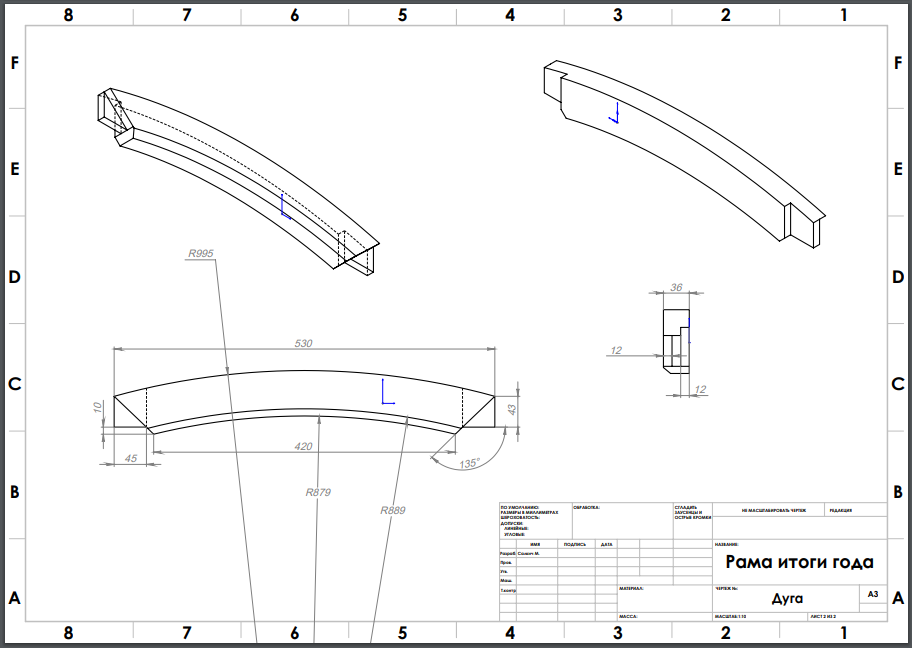 8 7 6 5 4 3 2 1
F F
E E
R995
D D
36
530
12
C C
10
43
12
420
45
135°
R879
B B
R889
ПО УМОЛЧАНИЮ: ОБРАБОТКА: СГЛАДИТЬ НЕ МАСШТАБИРОВАТЬ ЧЕРТЕЖ РЕДАКЦИЯ
РАЗМЕРЫ В МИЛЛИМЕТРАХ ЗАУСЕНЦЫ И
ШЕРОХОВАТОСТЬ: ОСТРЫЕ КРОМКИ
ДОПУСКИ:
ЛИНЕЙНЫЕ:
УГЛОВЫЕ:
ИМЯ ПОДПИСЬ ДАТА НАЗВАНИЕ:
Разраб.
Пров.
Рама итоги года
Утв.
Маш.
Т.контр МАТЕРИАЛ: ЧЕРТЕЖ №:
A Дуга A3 A
МАССА: МАСШТАБ:1:10 ЛИСТ 2 ИЗ 2
8 7 6 5 4 3 2 1